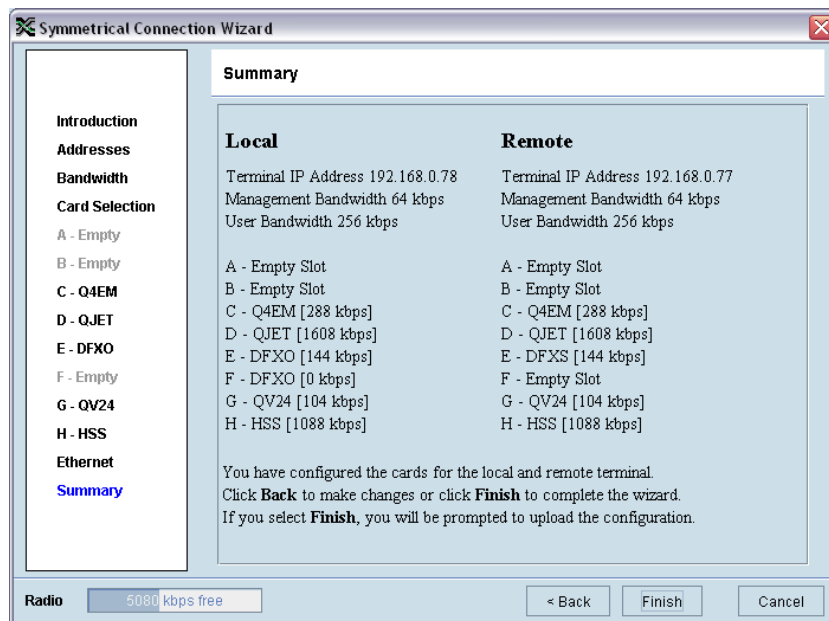 Symmetrical Connection Wizard
Introduction
Addresses
Bandwidth
Card Selection
A - Empty
B - Empty
C - Q4EM
D - QJET
E - DFXO
F - Empty
G - QV24
H - HSS
Ethernet
Summary
Summary
Local
Terminal IP Address 192.168.0.78
Management Bandwidth 64 kbps
User Bandwidth 256 kbps
A - Empty Slot
B - Empty Slot
C - Q4EM [288 kbps]
D - QJET [1608 kbps]
E - DFXO [144 kbps]
F - DFXO [0 kbps]
G - QV24 [104 kbps]
H - HSS [1088 kbps]
Remote
Terminal IP Address 192.168.0.77
Management Bandwidth 64 kbps
User Bandwidth 256 kbps
A - Empty Slot
B - Empty Slot
C - Q4EM [288 kbps]
D - QJET [1608 kbps]
E - DFXS [144 kbps]
F - Empty Slot
G - QV24 [104 kbps]
H - HSS [1088 kbps]
You have configured the cards for the local and remote terminal.
Click Back to make changes or click Finish to complete the wizard.
If you select Finish, you will be prompted to upload the configuration.
Radio
5080 kbps free
< Back
Finish
Cancel